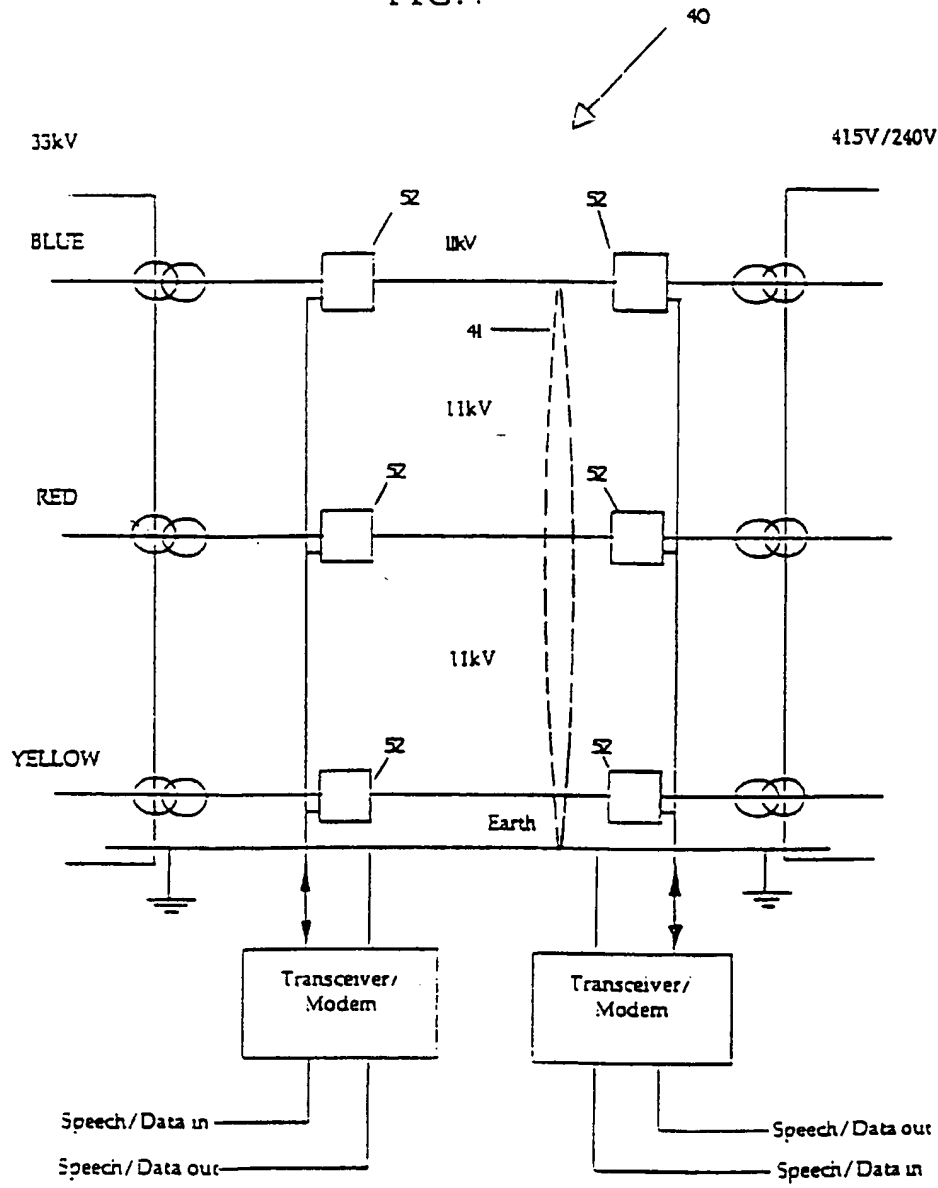 40
33kV
415V/240V
52
52
BLUE
11kV
41
11kV
52
52
RED
11kV
52
52
YELLOW
Earth
Transceiver/
Modem
Transceiver/
Modem
Speech/Data in
Speech/Data out
Speech/Data out
Speech/Data in